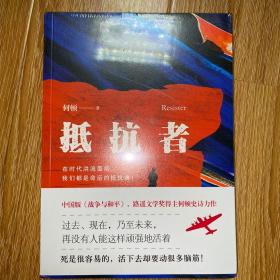 何顿——著
Resister
抵抗者
在时代洪流面前,
我们都是命运的抵抗者!
中国版《战争与和平》,路遥文学奖得主何顿史诗力作
过去、现在,乃至未来,
再没有人能这样顽强地活着
死是很容易的,活下去却要动很多脑筋!